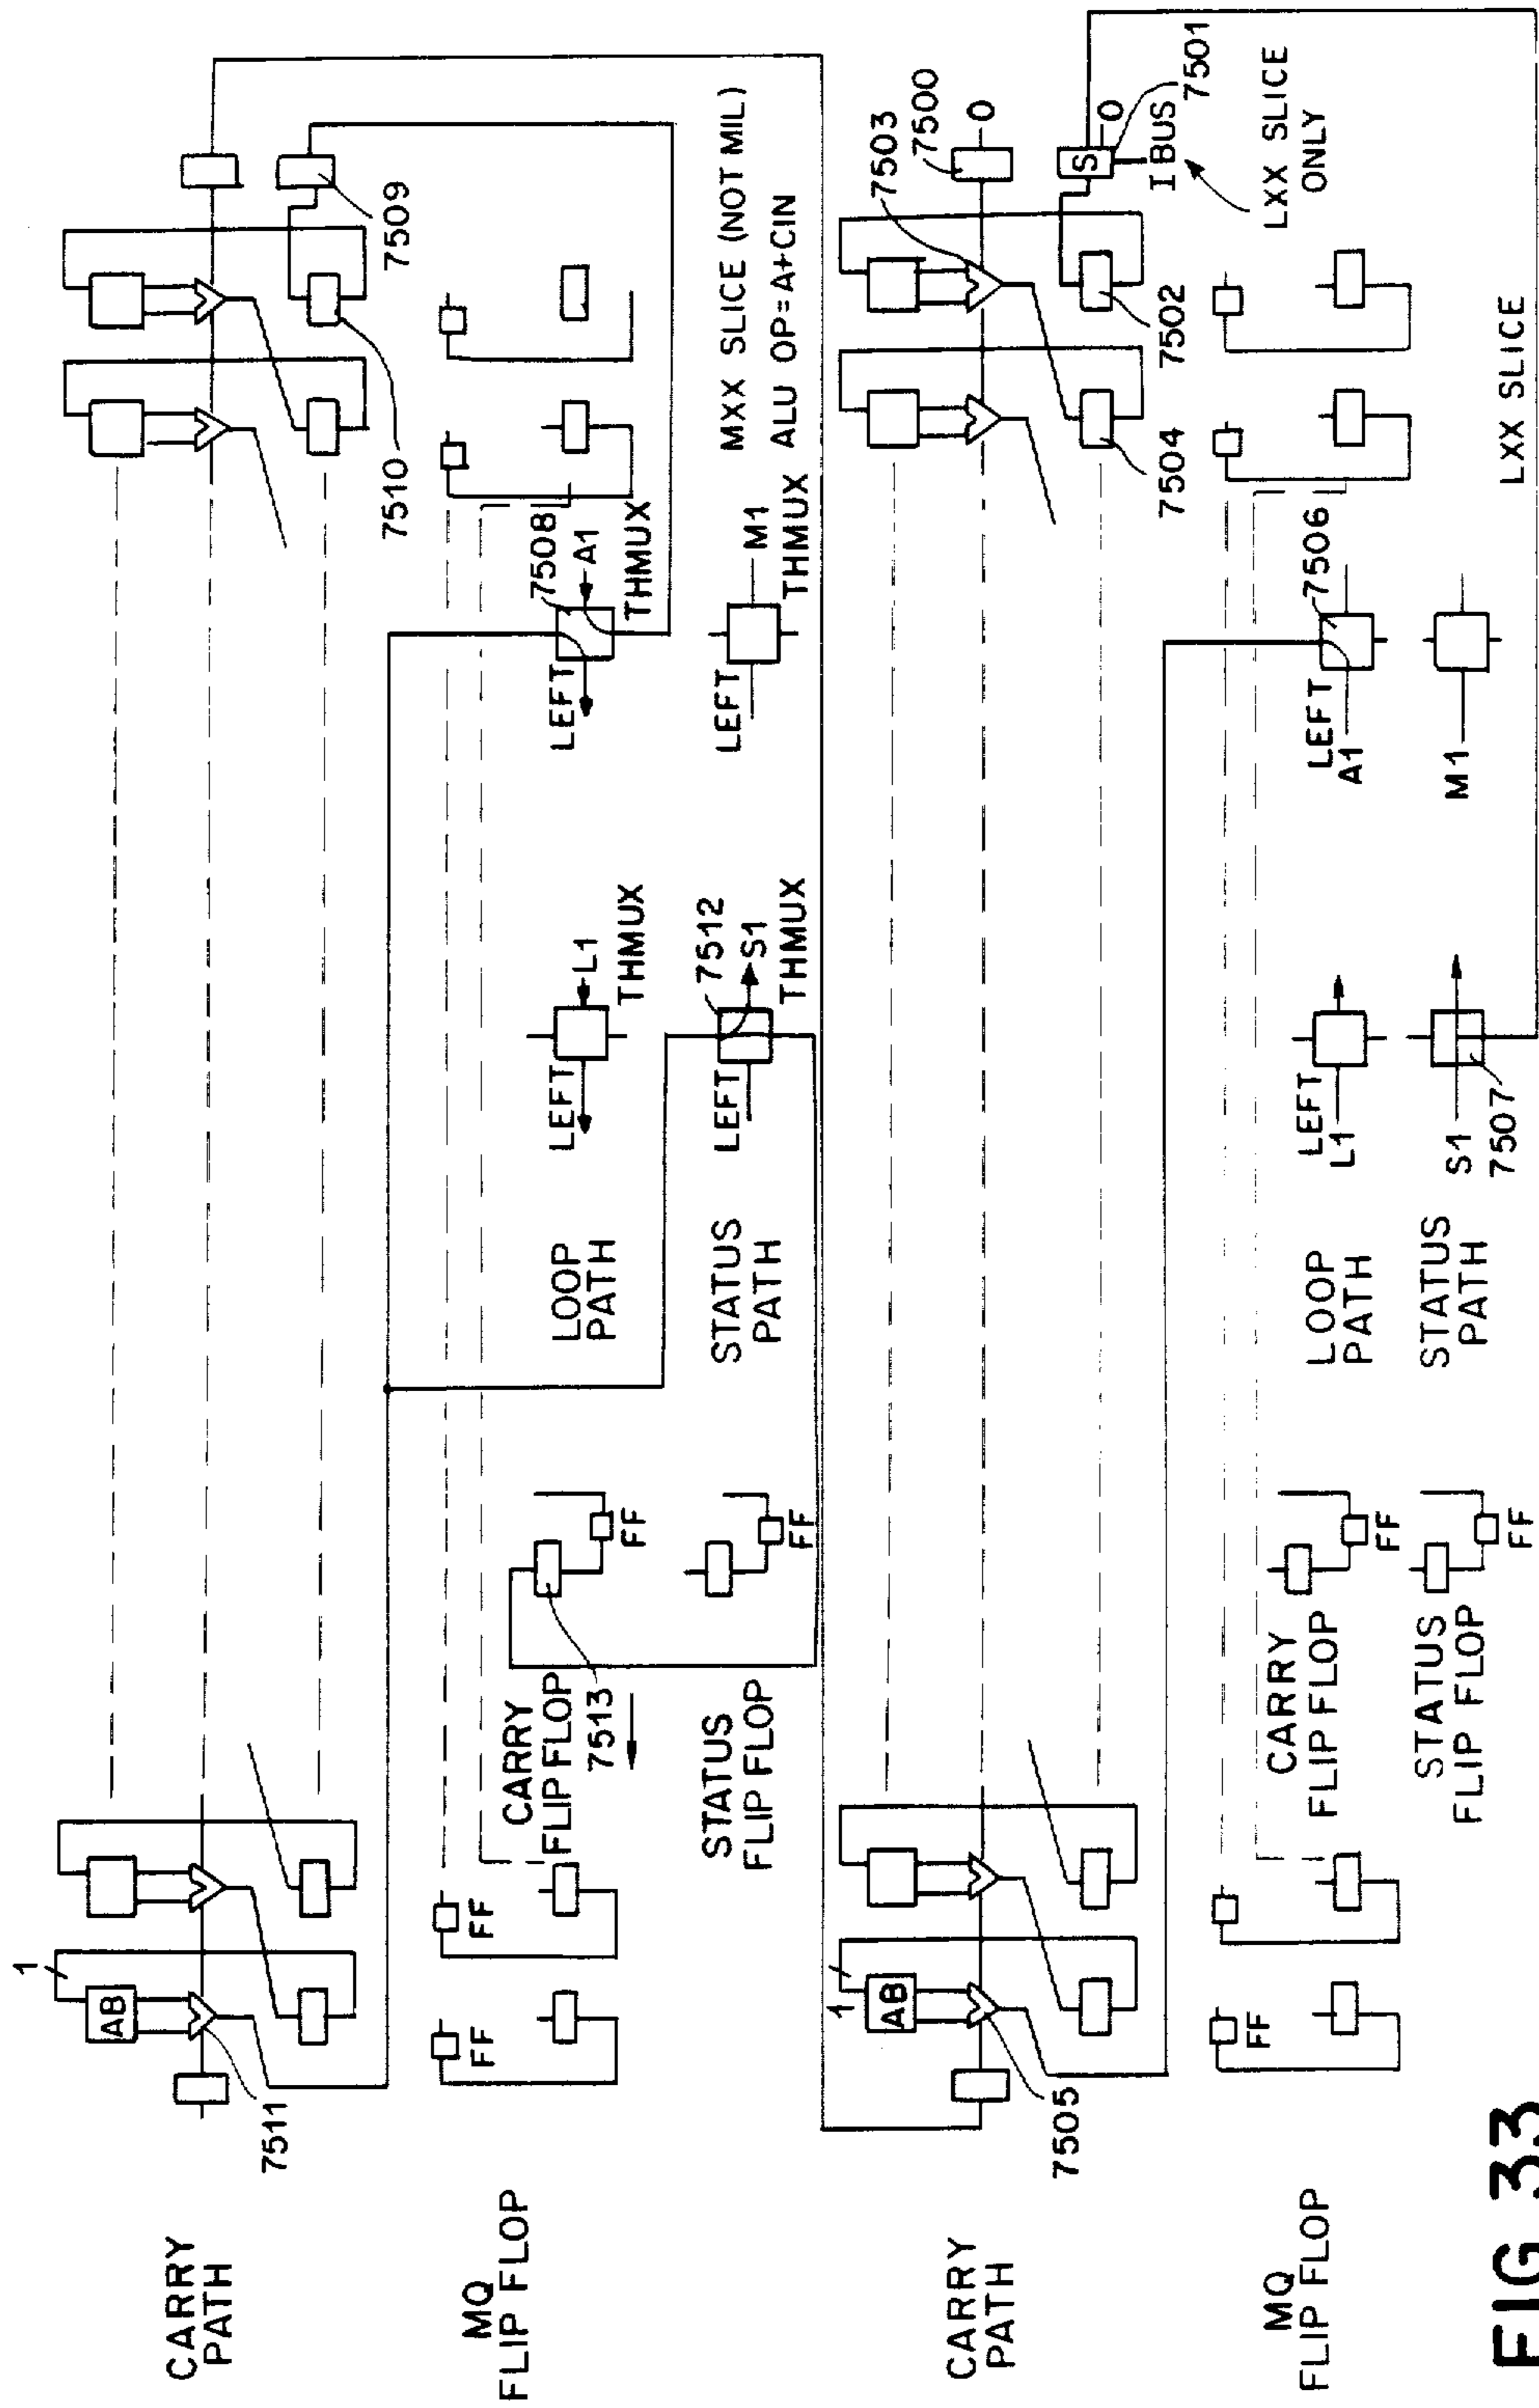 CARRY
PATH
1
AB
7511
7510
7509
MQ
FLIP FLOP
FF
FF
CARRY
FLIP FLOP
7513
FF
STATUS
FLIP FLOP
FF
LOOP
PATH
LEFT
L1
THMUX
STATUS
PATH
LEFT
7512
S1
THMUX
LEFT
7508
A1
THMUX
LEFT
M1
THMUX
MXX SLICE (NOT MIL)
ALU OP=A+CIN
CARRY
PATH
1
AB
7505
7504
7502
7503
7500
0
S
0
I BUS
7501
LXX SLICE
ONLY
MQ
FLIP FLOP
FF
CARRY
FLIP FLOP
FF
STATUS
FLIP FLOP
FF
LOOP
PATH
LEFT
L1
STATUS
PATH
S1
7507
LEFT
A1
7506
M1
LXX SLICE
FIG 33